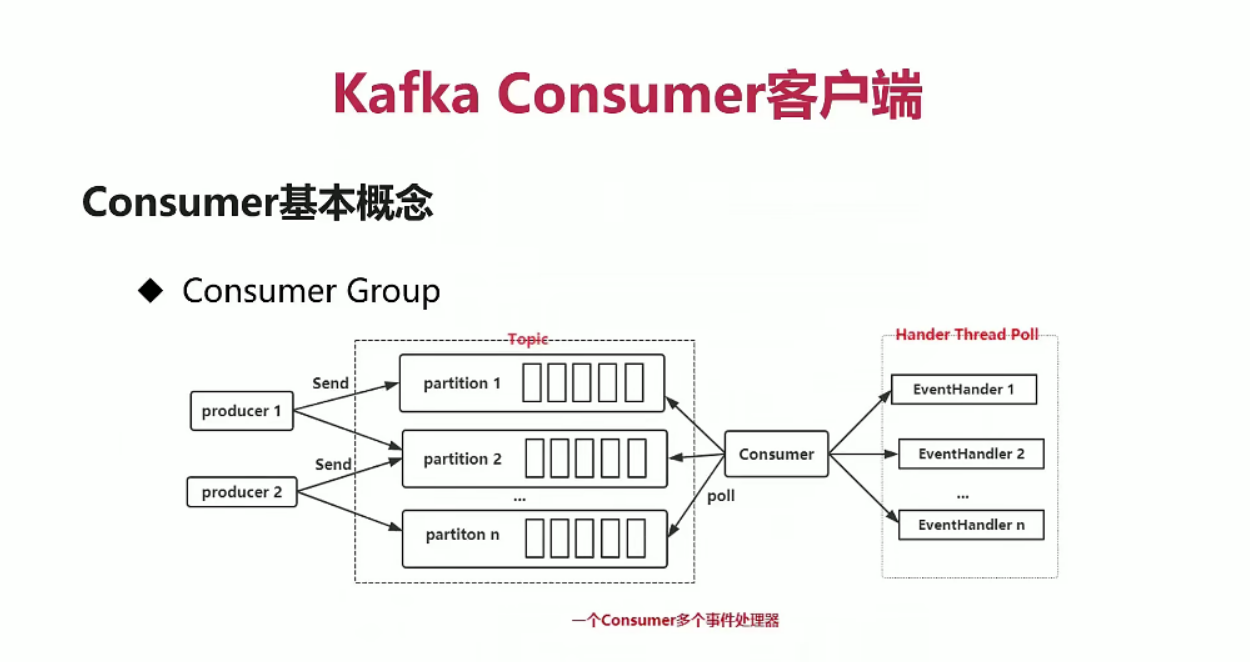 Kafka Consumer客户端
Consumer基本概念
◆ Consumer Group
Topic
Hander Thread Poll
producer 1
Send
partition 1
EventHander 1
producer 2
Send
partition 2
Consumer
EventHandler 2
...
poll
...
partiton n
EventHandler n
一个Consumer多个事件处理器